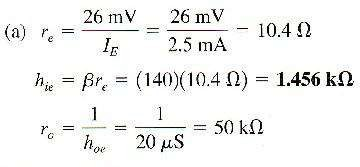 (a) r_e = 26 mV / I_E = 26 mV / 2.5 mA = 10.4 Ω
h_ie = βr_e = (140)(10.4 Ω) = 1.456 kΩ
r_o = 1 / h_oe = 1 / 20 μS = 50 kΩ